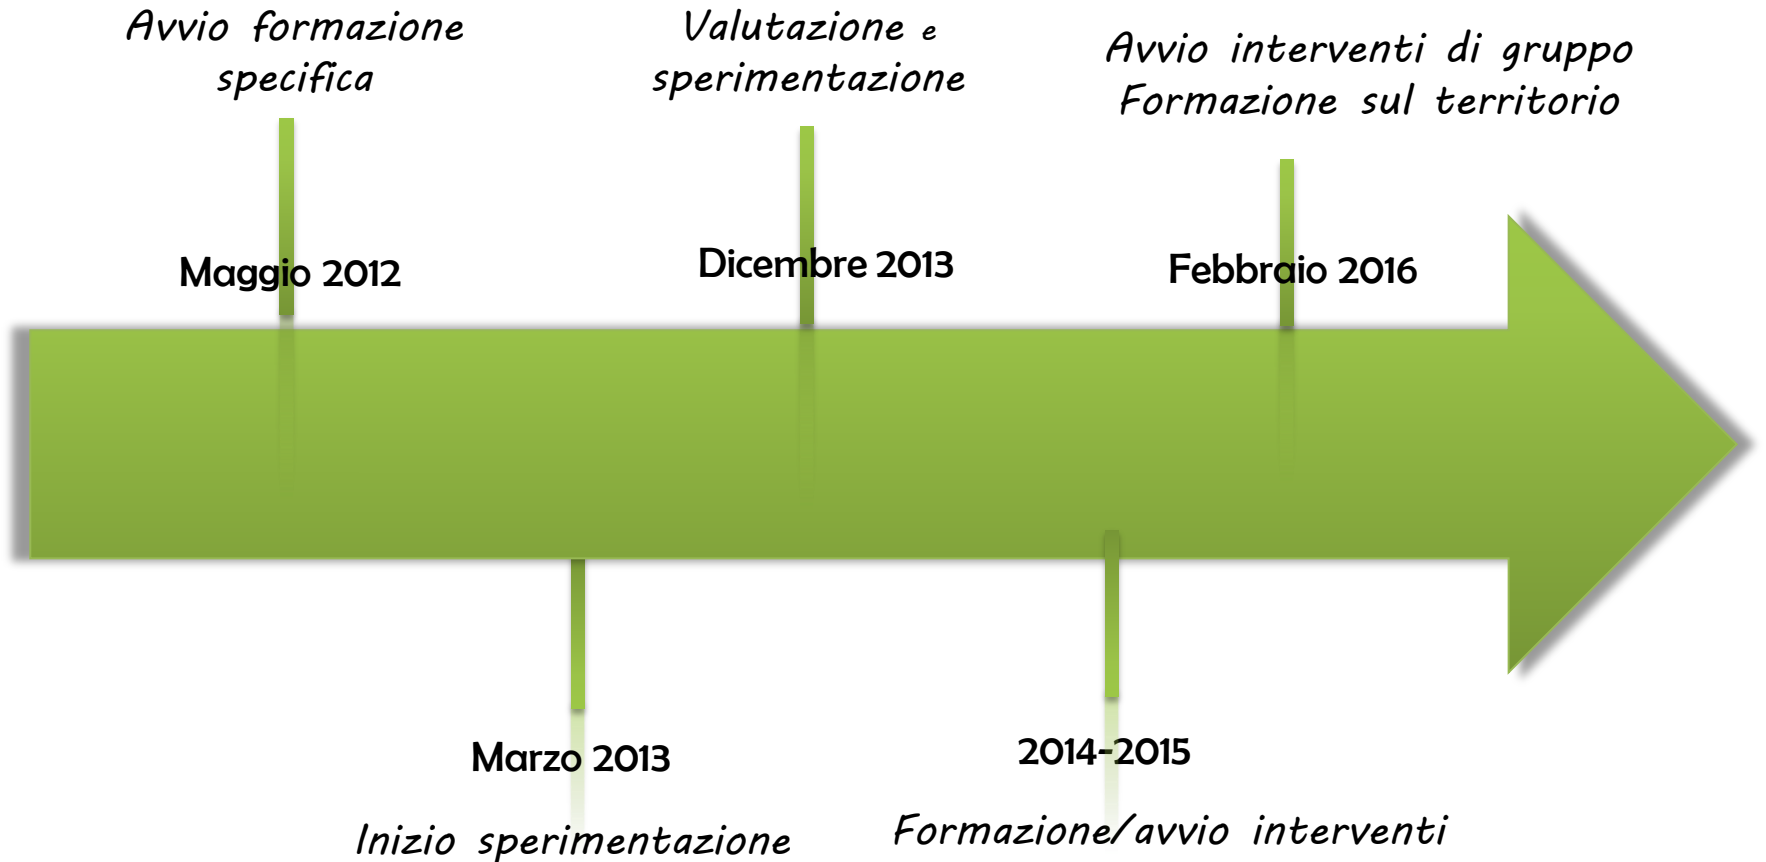 Avvio formazione
specifica
Maggio 2012
Valutazione e
sperimentazione
Dicembre 2013
Avvio interventi di gruppo
Formazione sul territorio
Febbraio 2016
Marzo 2013
Inizio sperimentazione
2014-2015
Formazione/avvio interventi